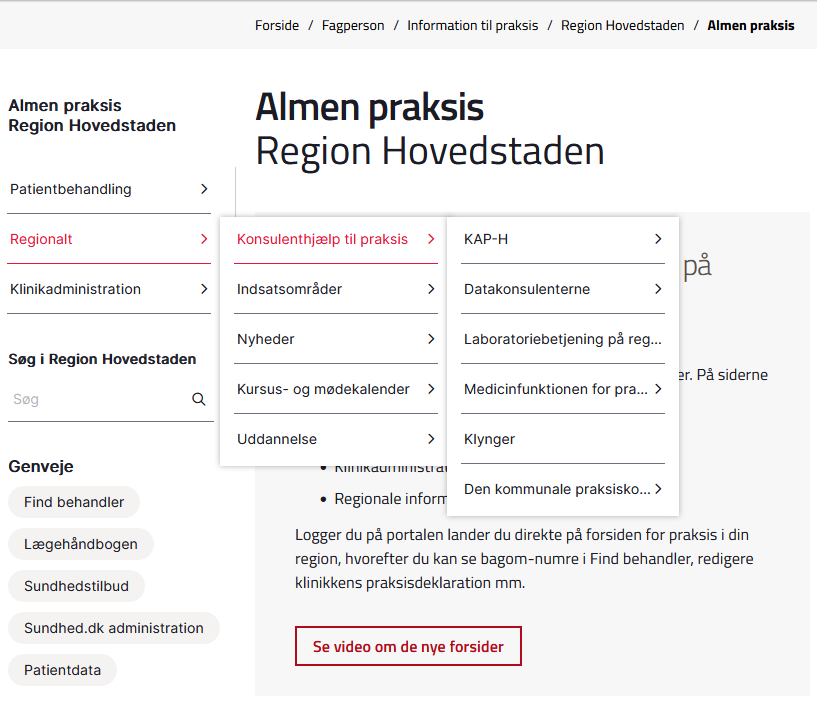 Forside / Fagperson / Information til praksis / Region Hovedstaden / Almen praksis
Almen praksis
Region Hovedstaden
Patientbehandling
Regionalt
Klinikadministration
Søg i Region Hovedstaden
Søg
Genveje
Find behandler
Lægehåndbogen
Sundhedstilbud
Sundhed.dk administration
Patientdata
Almen praksis
Region Hovedstaden
Konsulenthjælp til praksis
Indsatsområder
Nyheder
Kursus- og mødekalender
Uddannelse
KAP-H
Datakonsulenterne
Laboratoriebetjening på reg...
Medicinfunktionen for pra...
Klynger
Den kommunale praksisko...
på
er. På siderne
• Klinikadministrat
• Regionale inform
Logger du på portalen lander du direkte på forsiden for praksis i din
region, hvorefter du kan se bagom-numre i Find behandler, redigere
klinikkens praksisdeklaration mm.
Se video om de nye forsider